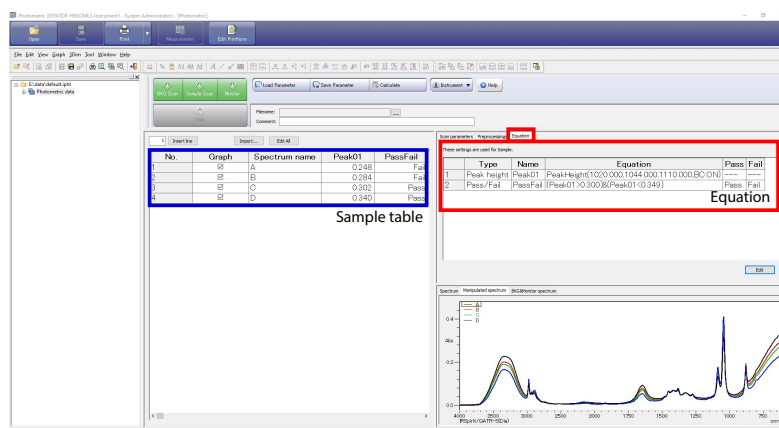 Photometric (DESKTOP-H9OOMLS-Instrument1 - System Administrator) - [Photometric]
Open Save Print Measurement Edit Printform
File Edit View Graph 3Dim Tool Window Help
E:\data\default.ipht
Photometric data
BKG Scan Sample Scan Monitor
Load Parameter Save Parameter Calculate Instrument Help
Stop
Filename:
Comment:
1 Insert line Import... Edit All
No. Graph Spectrum name Peak01 PassFail
1 A 0.248 Fail
2 B 0.284 Fail
3 C 0.302 Pass
4 D 0.340 Pass
Sample table
Scan parameters Preprocessing Equation
These settings are used for Sample.
Type Name Equation Pass Fail
1 Peak height Peak01 PeakHeight(1020.000,1044.000,1110.000,BC:ON) --- ---
2 Pass/Fail PassFail (Peak01>0.300)&(Peak01<0.349) Pass Fail
Equation
Edit
Spectrum Manipulated spectrum BKG&Monitor spectrum
A
B
C
D
0.4
Abs
0.2
0.0
4000 3500 3000 2500 2000 1750 1500 1250 1000 750
IRSpirit/QATR-S(Dia) cm